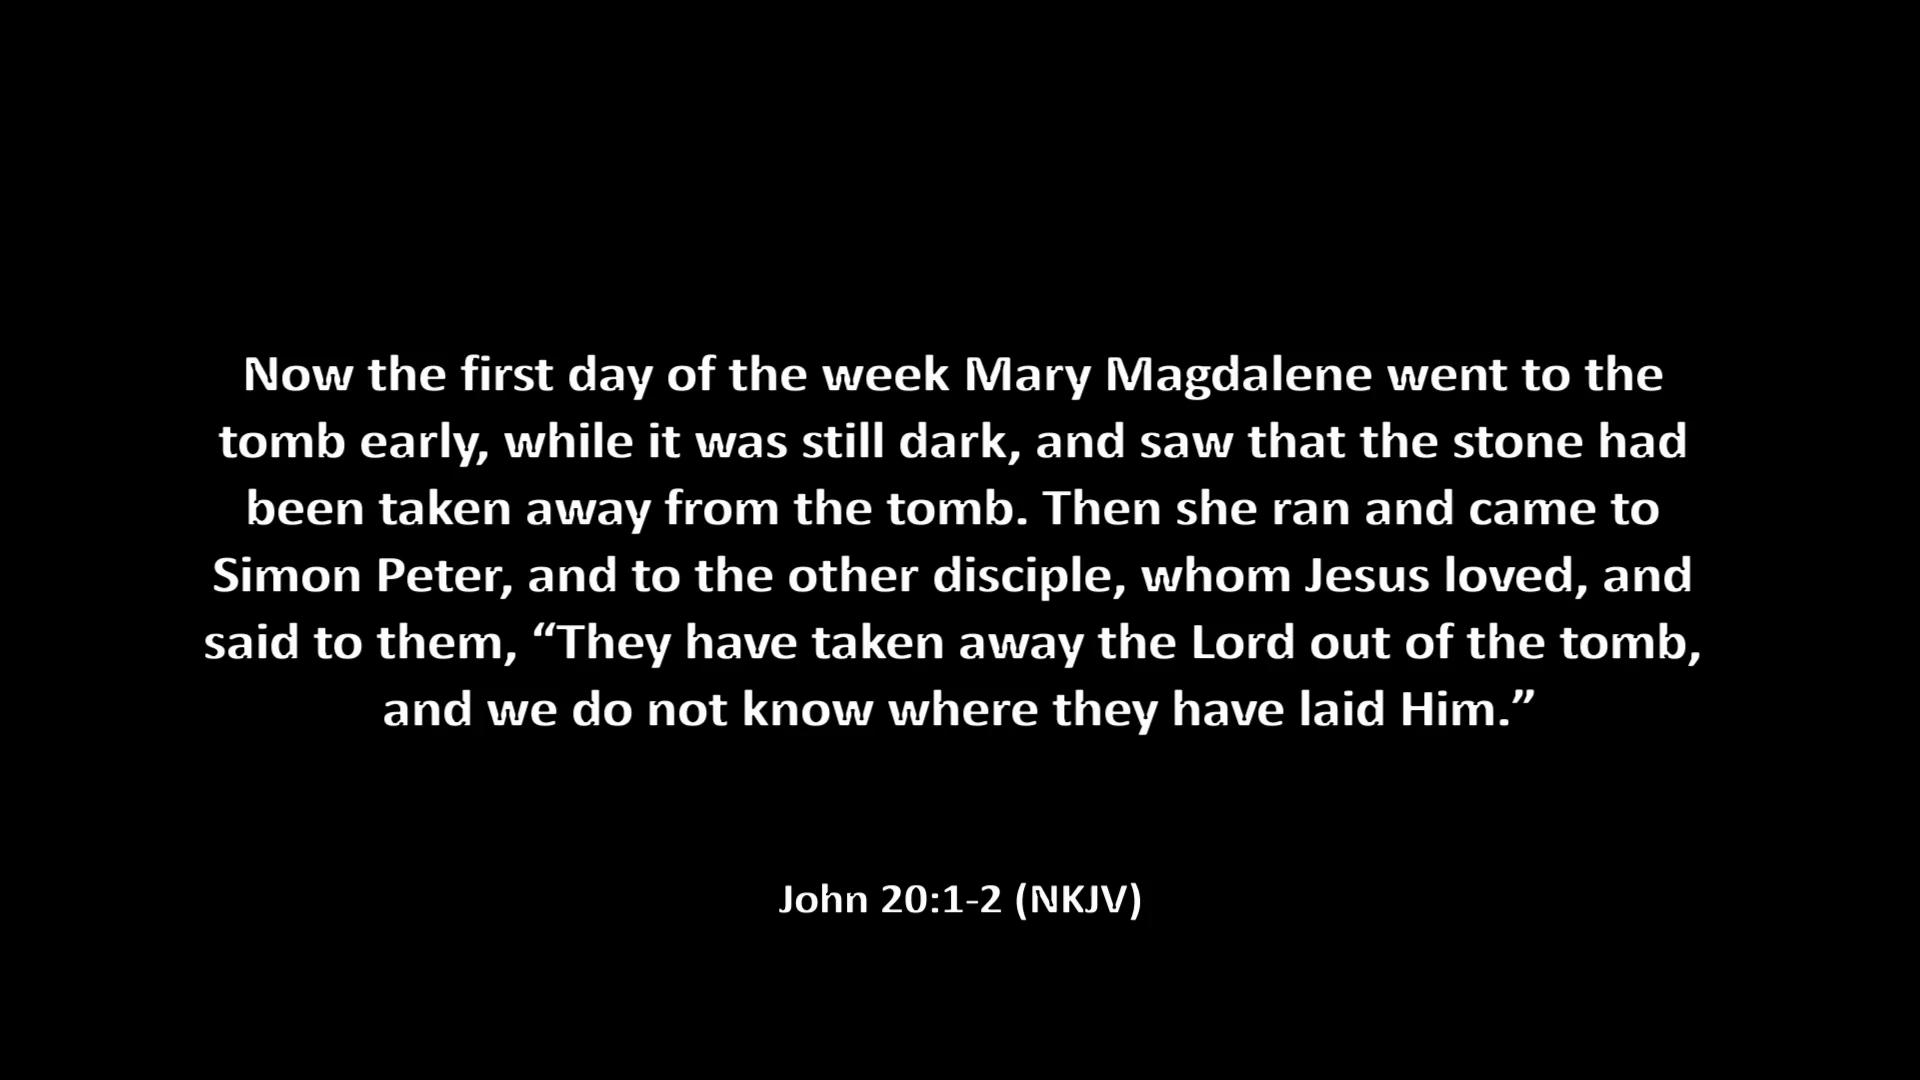 Now the first day of the week Mary Magdalene went to the
tomb early, while it was still dark, and saw that the stone had
been taken away from the tomb. Then she ran and came to
Simon Peter, and to the other disciple, whom Jesus loved, and
said to them, “They have taken away the Lord out of the tomb,
and we do not know where they have laid Him.”
John 20:1-2 (NKJV)